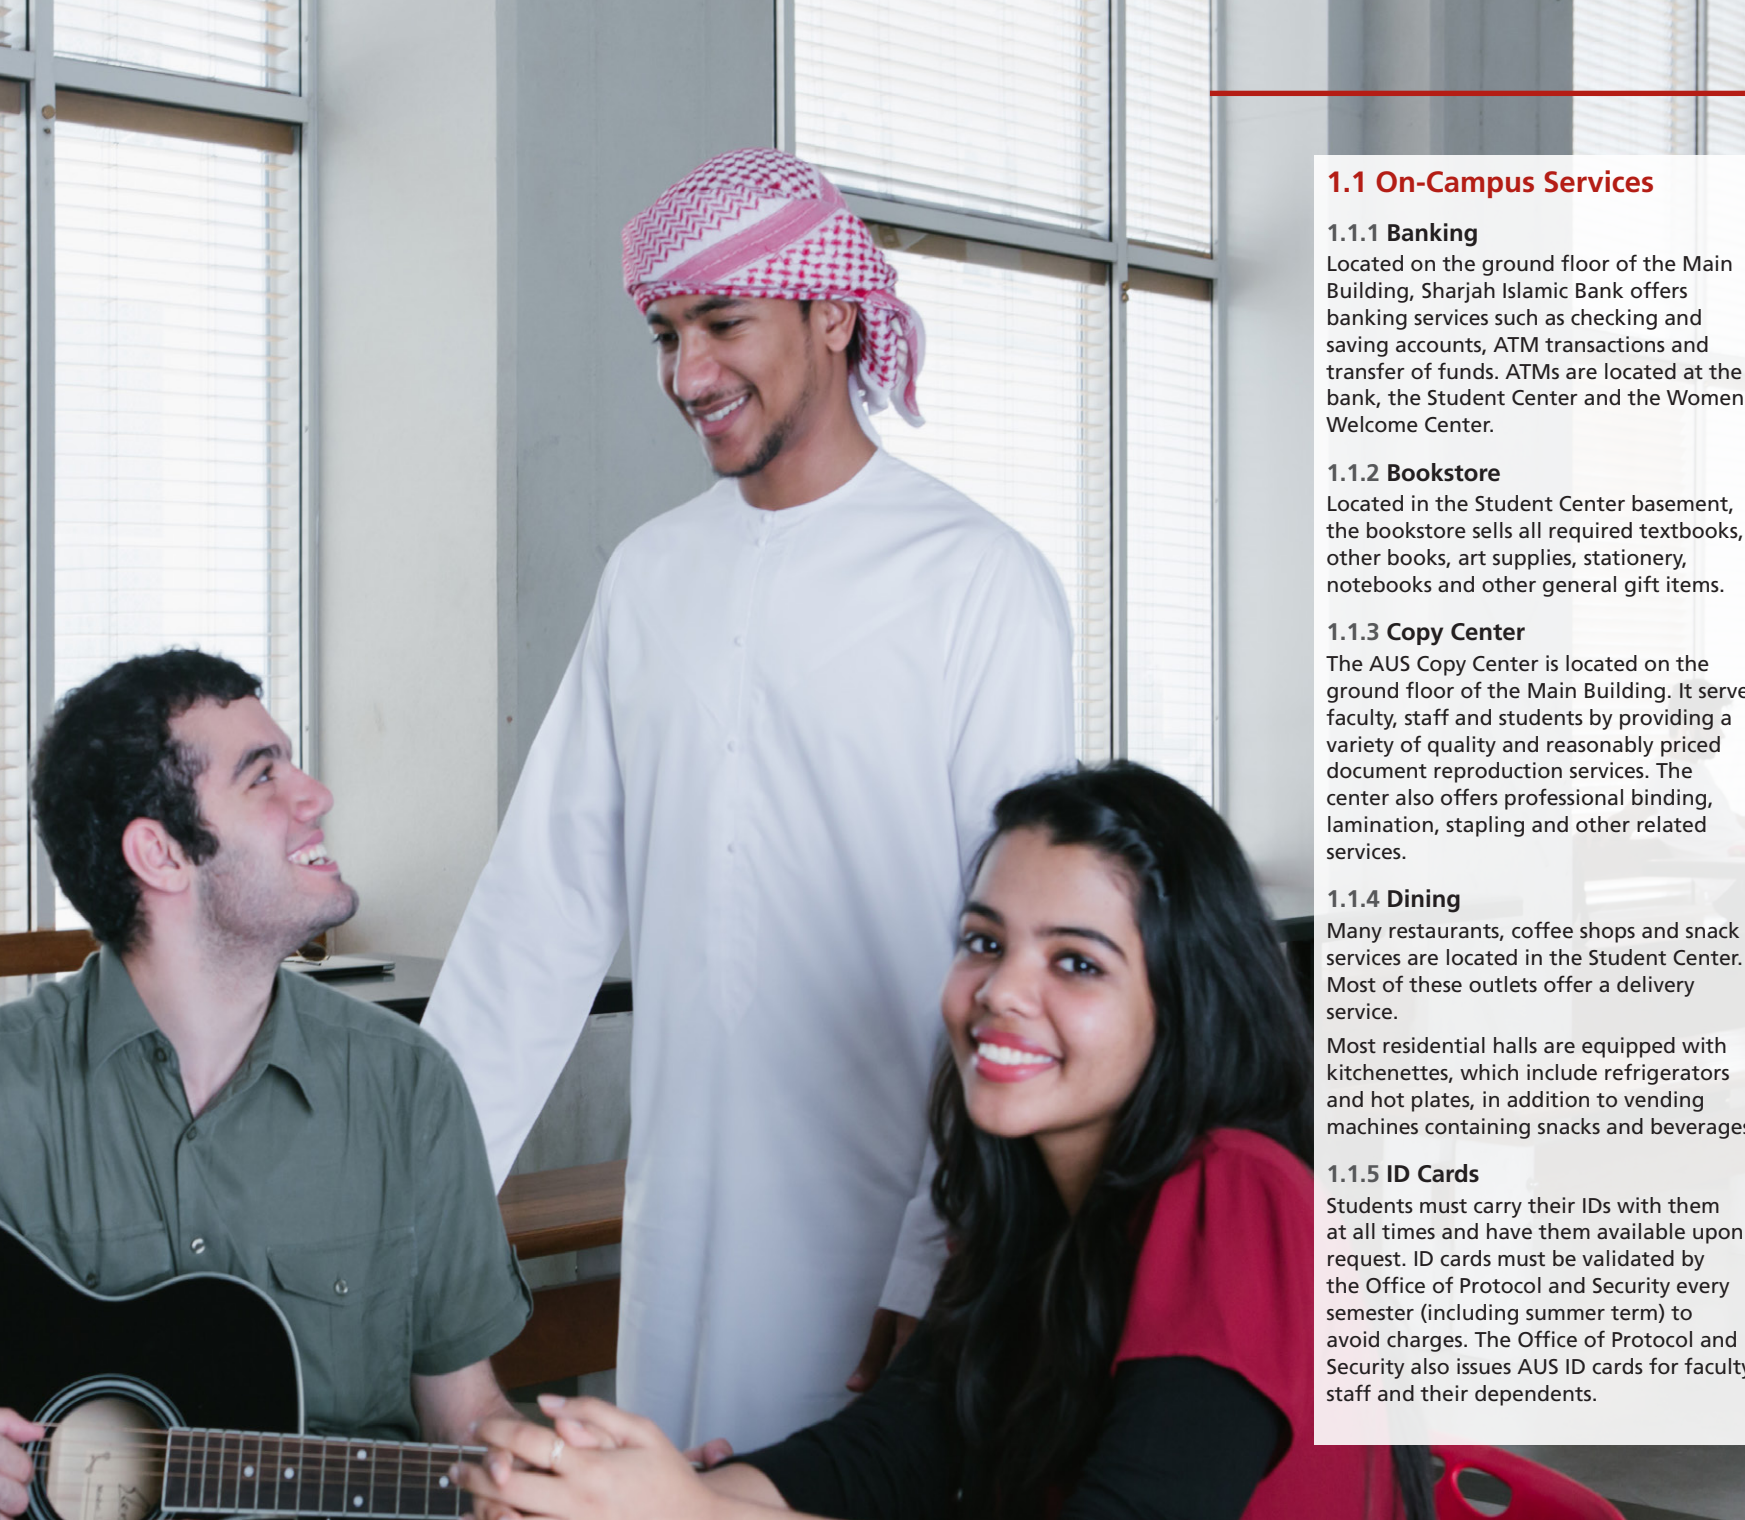 1.1 On-Campus Services
1.1.1 Banking
Located on the ground floor of the Main
Building, Sharjah Islamic Bank offers
banking services such as checking and
saving accounts, ATM transactions and
transfer of funds. ATMs are located at the
bank, the Student Center and the Women
Welcome Center.
1.1.2 Bookstore
Located in the Student Center basement,
the bookstore sells all required textbooks,
other books, art supplies, stationery,
notebooks and other general gift items.
1.1.3 Copy Center
The AUS Copy Center is located on the
ground floor of the Main Building. It serve
faculty, staff and students by providing a
variety of quality and reasonably priced
document reproduction services. The
center also offers professional binding,
lamination, stapling and other related
services.
1.1.4 Dining
Many restaurants, coffee shops and snack
services are located in the Student Center.
Most of these outlets offer a delivery
service.
Most residential halls are equipped with
kitchenettes, which include refrigerators
and hot plates, in addition to vending
machines containing snacks and beverages
1.1.5 ID Cards
Students must carry their IDs with them
at all times and have them available upon
request. ID cards must be validated by
the Office of Protocol and Security every
semester (including summer term) to
avoid charges. The Office of Protocol and
Security also issues AUS ID cards for faculty
staff and their dependents.